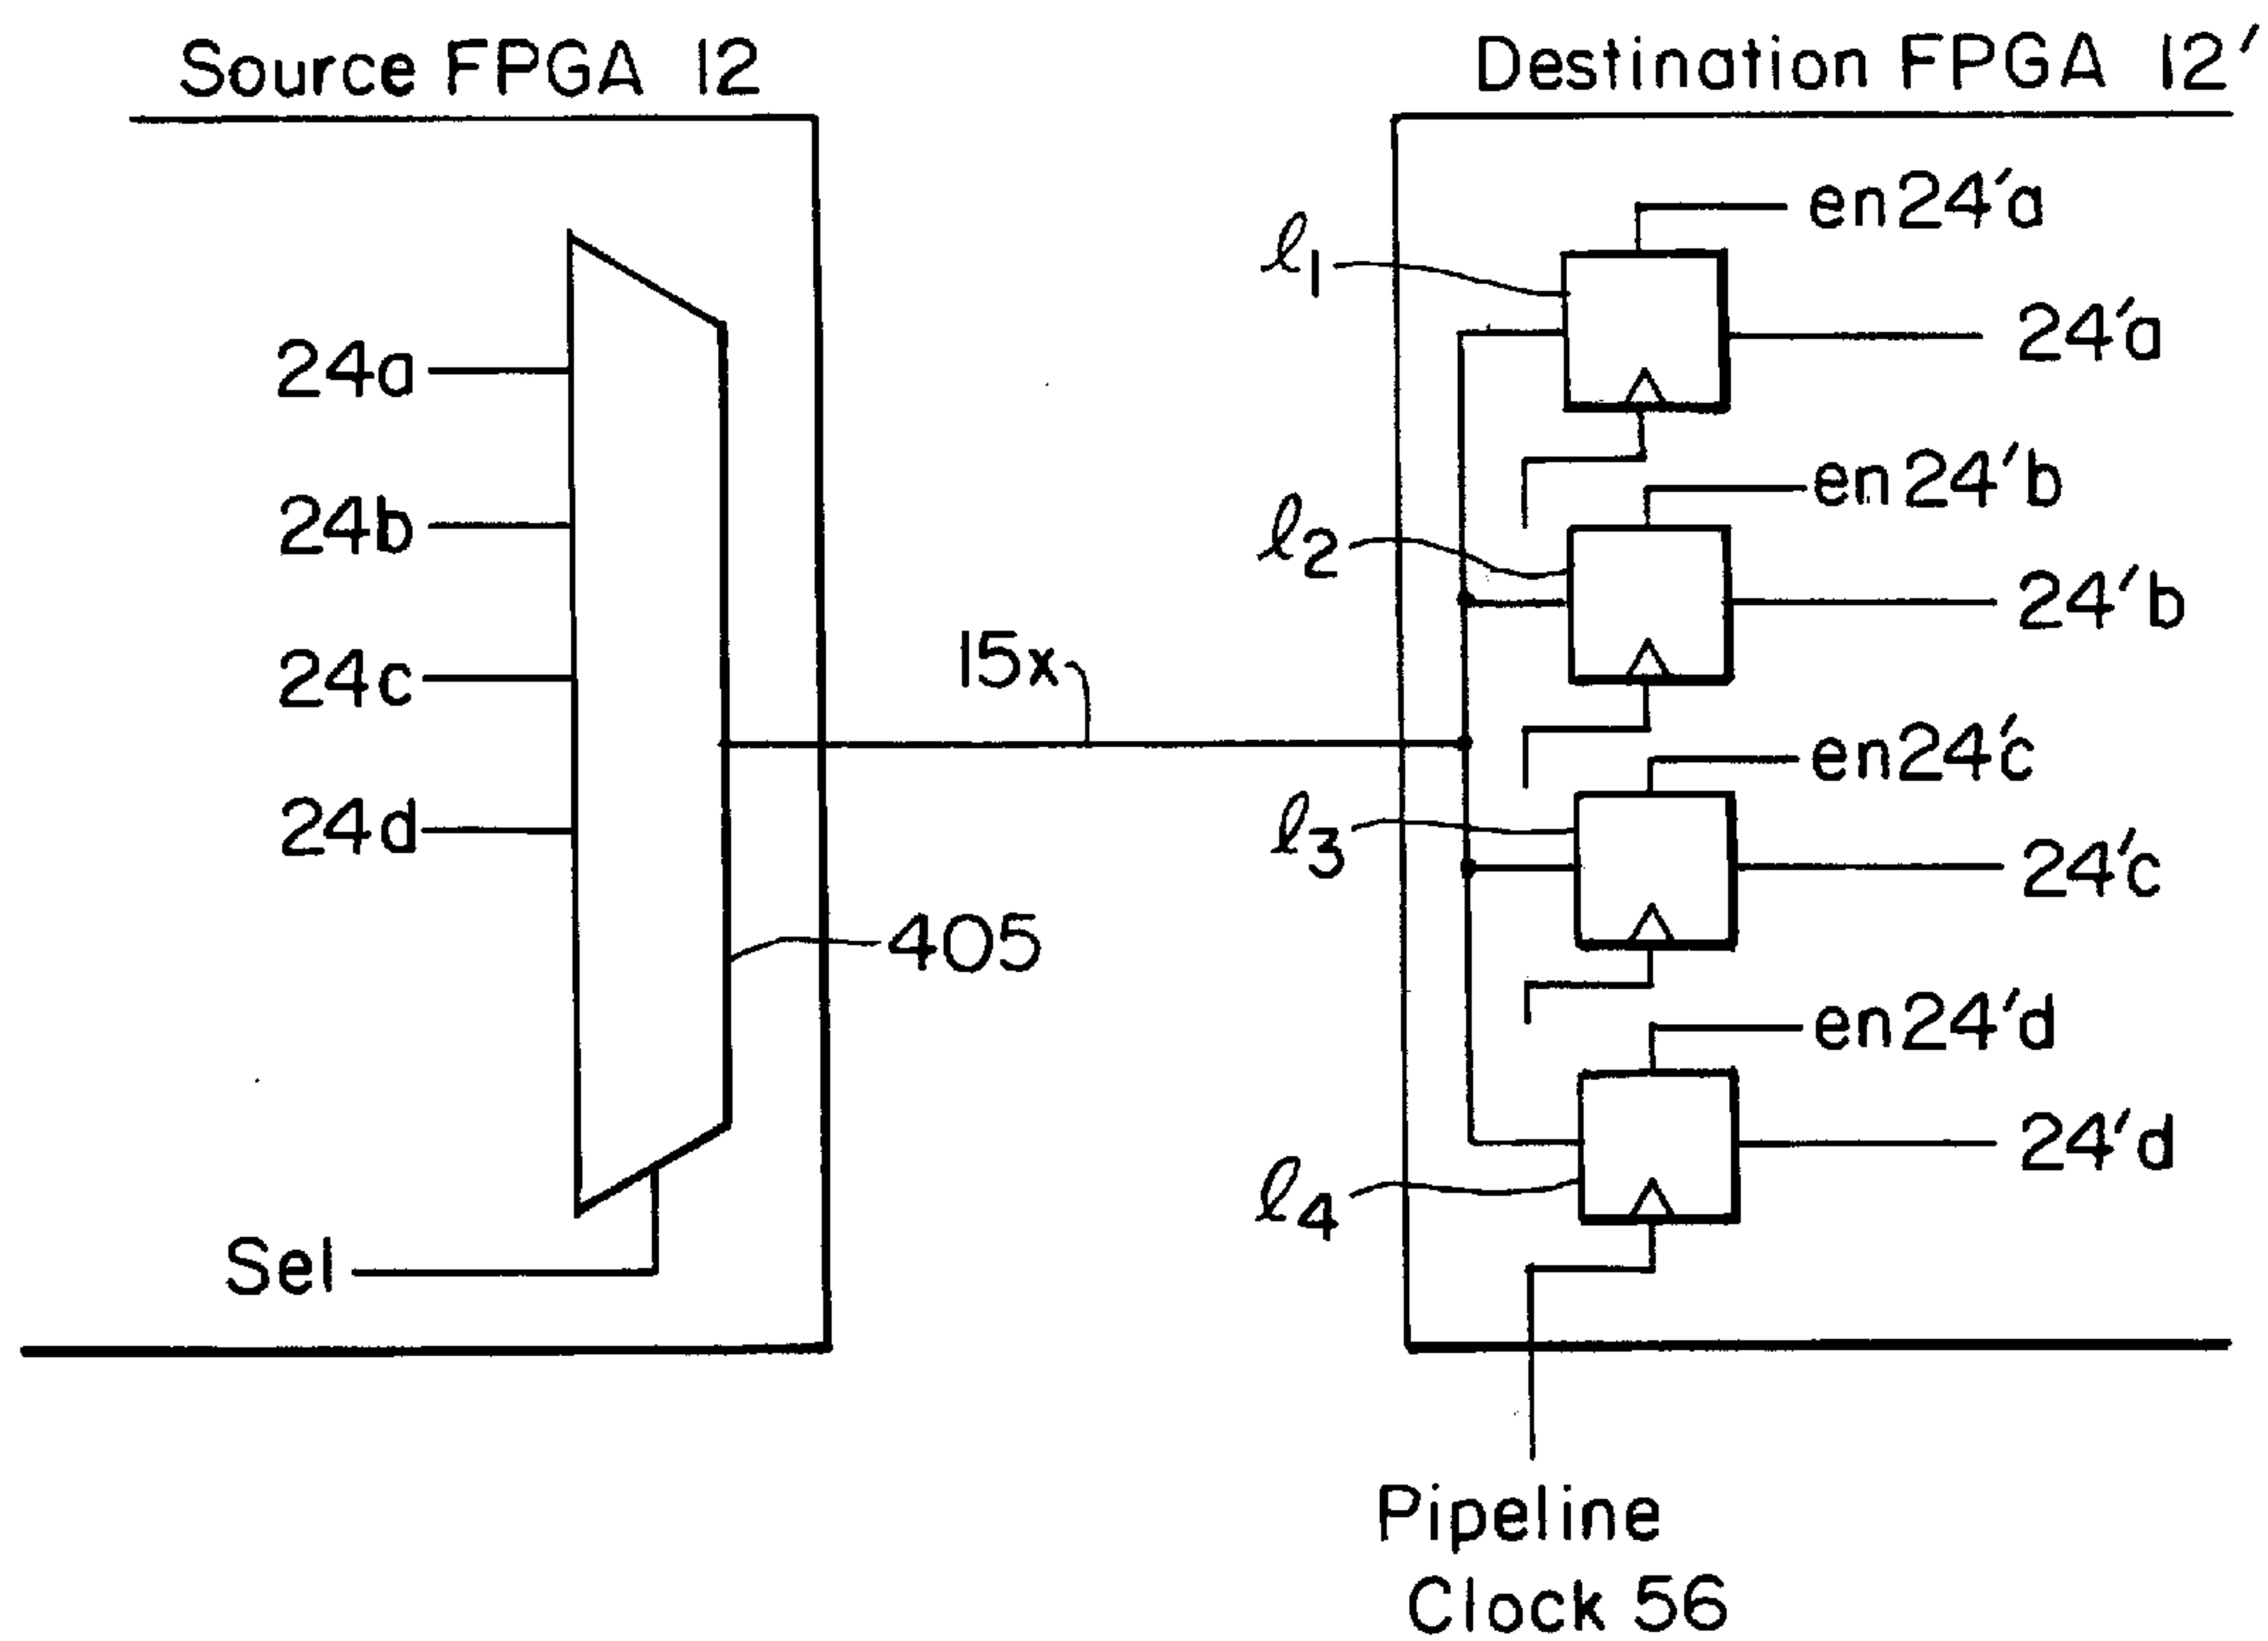 Source FPGA 12
24a
24b
24c
24d
Sel
405
15x
Destination FPGA 12'
ℓ1
en24'a
24'a
ℓ2
en24'b
24'b
ℓ3
en24'c
24'c
ℓ4
en24'd
24'd
Pipeline
Clock 56